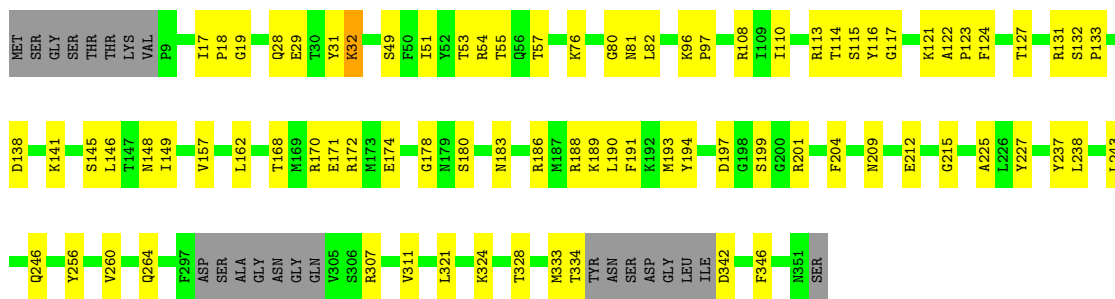 MET SER GLY SER THR THR LYS VAL P9 I17 P18 G19 Q28 E29 T30 Y31 K32 S49 F50 I51 Y52 T53 R54 T55 Q56 T57 K76 G80 N81 L82 K96 P97 R108 I109 I110 R113 T114 S115 Y116 G117 K121 A122 P123 F124 T127 R131 S132 P133
D138 K141 S145 L146 T147 N148 I149 V157 L162 T168 M169 R170 E171 R172 M173 E174 G178 N179 S180 N183 R186 M187 R188 K189 L190 F191 K192 M193 Y194 D197 G198 S199 G200 R201 F204 N209 E212 G215 A225 L226 Y227 Y237 L238
Q246 Y256 V260 Q264 F297 ASP SER ALA GLY ASN GLY GLN V305 S306 R307 V311 L321 K324 T328 M333 T334 TYR ASN SER ASP GLY LEU ILE D342 F346 N351 SER